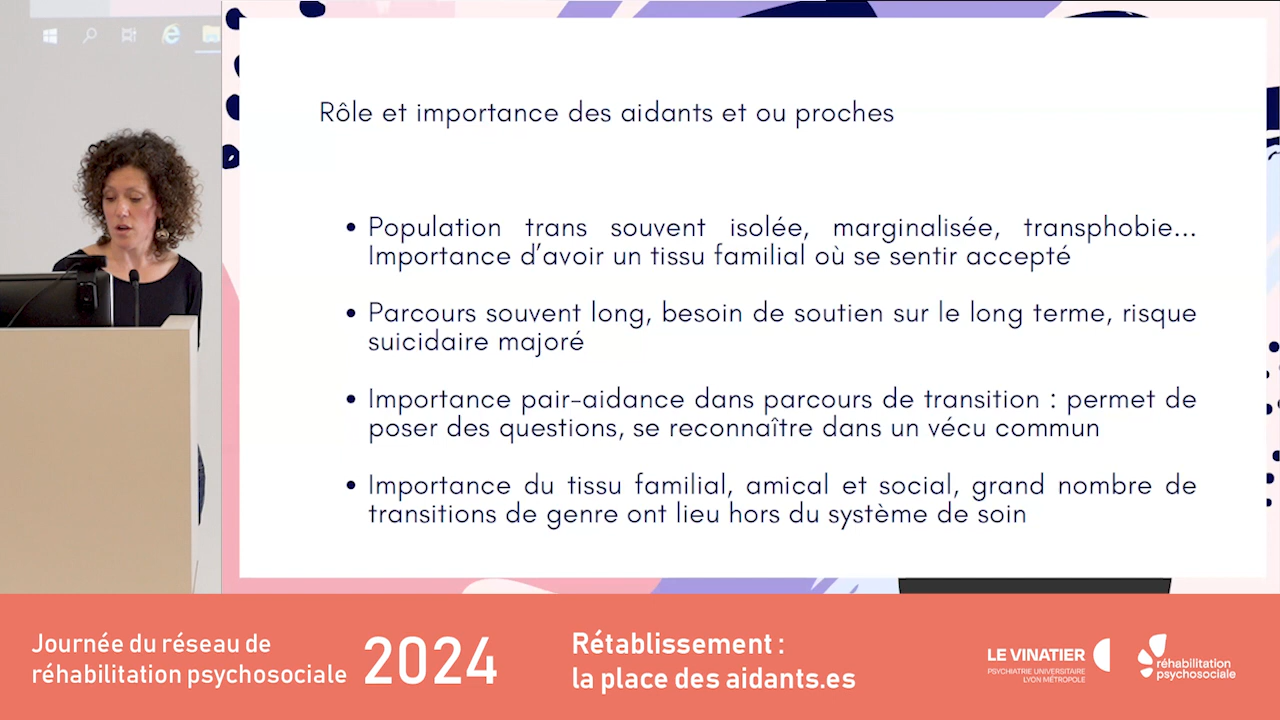 Rôle et importance des aidants et ou proches
• Population trans souvent isolée, marginalisée, transphobie...
Importance d'avoir un tissu familial où se sentir accepté
• Parcours souvent long, besoin de soutien sur le long terme, risque
suicidaire majoré
• Importance pair-aidance dans parcours de transition : permet de
poser des questions, se reconnaître dans un vécu commun
• Importance du tissu familial, amical et social, grand nombre de
transitions de genre ont lieu hors du système de soin
Journée du réseau de
réhabilitation psychosociale
2024
Rétablissement :
la place des aidants.es
LE VINATIER
PSYCHIATRIE UNIVERSITAIRE
LYON MÉTROPOLE
réhabilitation
psychosociale